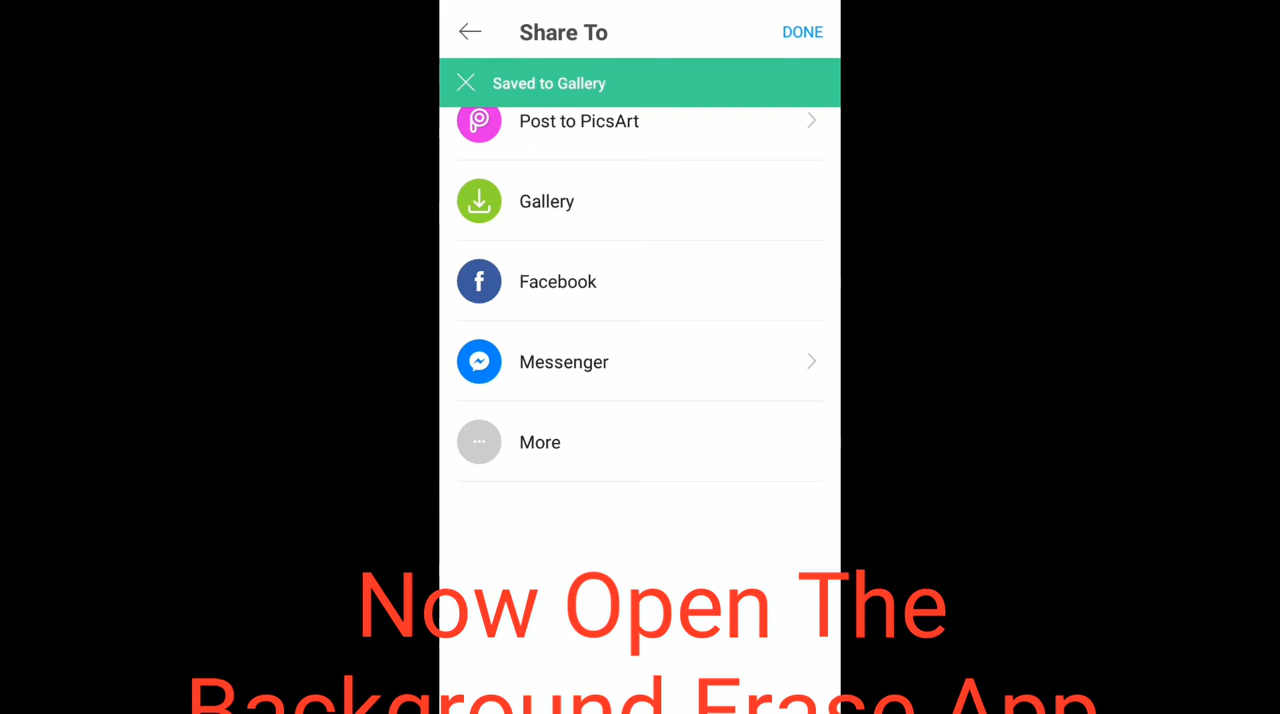 Share To
DONE
Saved to Gallery
Post to PicsArt
Gallery
Facebook
Messenger
More
Now Open The
Background Erase App